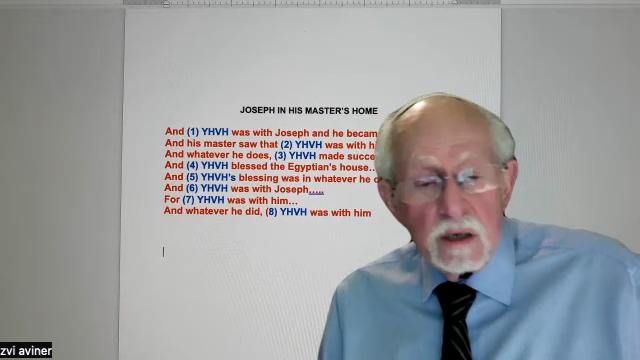 JOSEPH IN HIS MASTER'S HOME
And (1) YHVH was with Joseph and he becam
And his master saw that (2) YHVH was with h
And whatever he does, (3) YHVH made succe
And (4) YHVH blessed the Egyptian's house...
And (5) YHVH's blessing was in whatever he o
And (6) YHVH was with Joseph.....
For (7) YHVH was with him...
And whatever he did, (8) YHVH was with him
zvi aviner